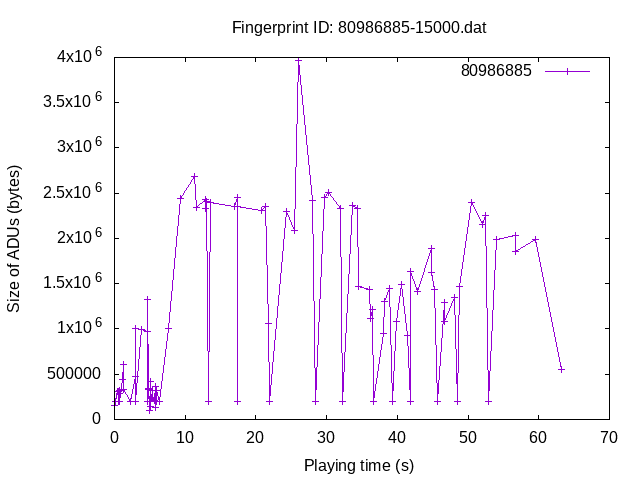 Fingerprint ID: 80986885-15000.dat
80986885
Size of ADUs (bytes)
4x10^6
3.5x10^6
3x10^6
2.5x10^6
2x10^6
1.5x10^6
1x10^6
500000
0
0 10 20 30 40 50 60 70
Playing time (s)